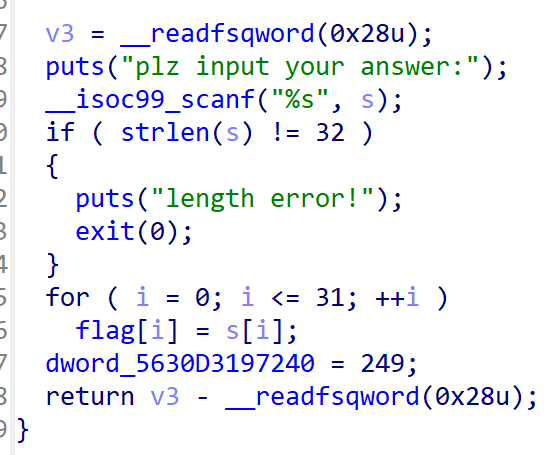 7 v3 = __readfsqword(0x28u);
8 puts("plz input your answer:");
9 __isoc99_scanf("%s", s);
0 if ( strlen(s) != 32 )
1 {
2 puts("length error!");
3 exit(0);
4 }
5 for ( i = 0; i <= 31; ++i )
6 flag[i] = s[i];
7 dword_5630D3197240 = 249;
8 return v3 - __readfsqword(0x28u);
9 }